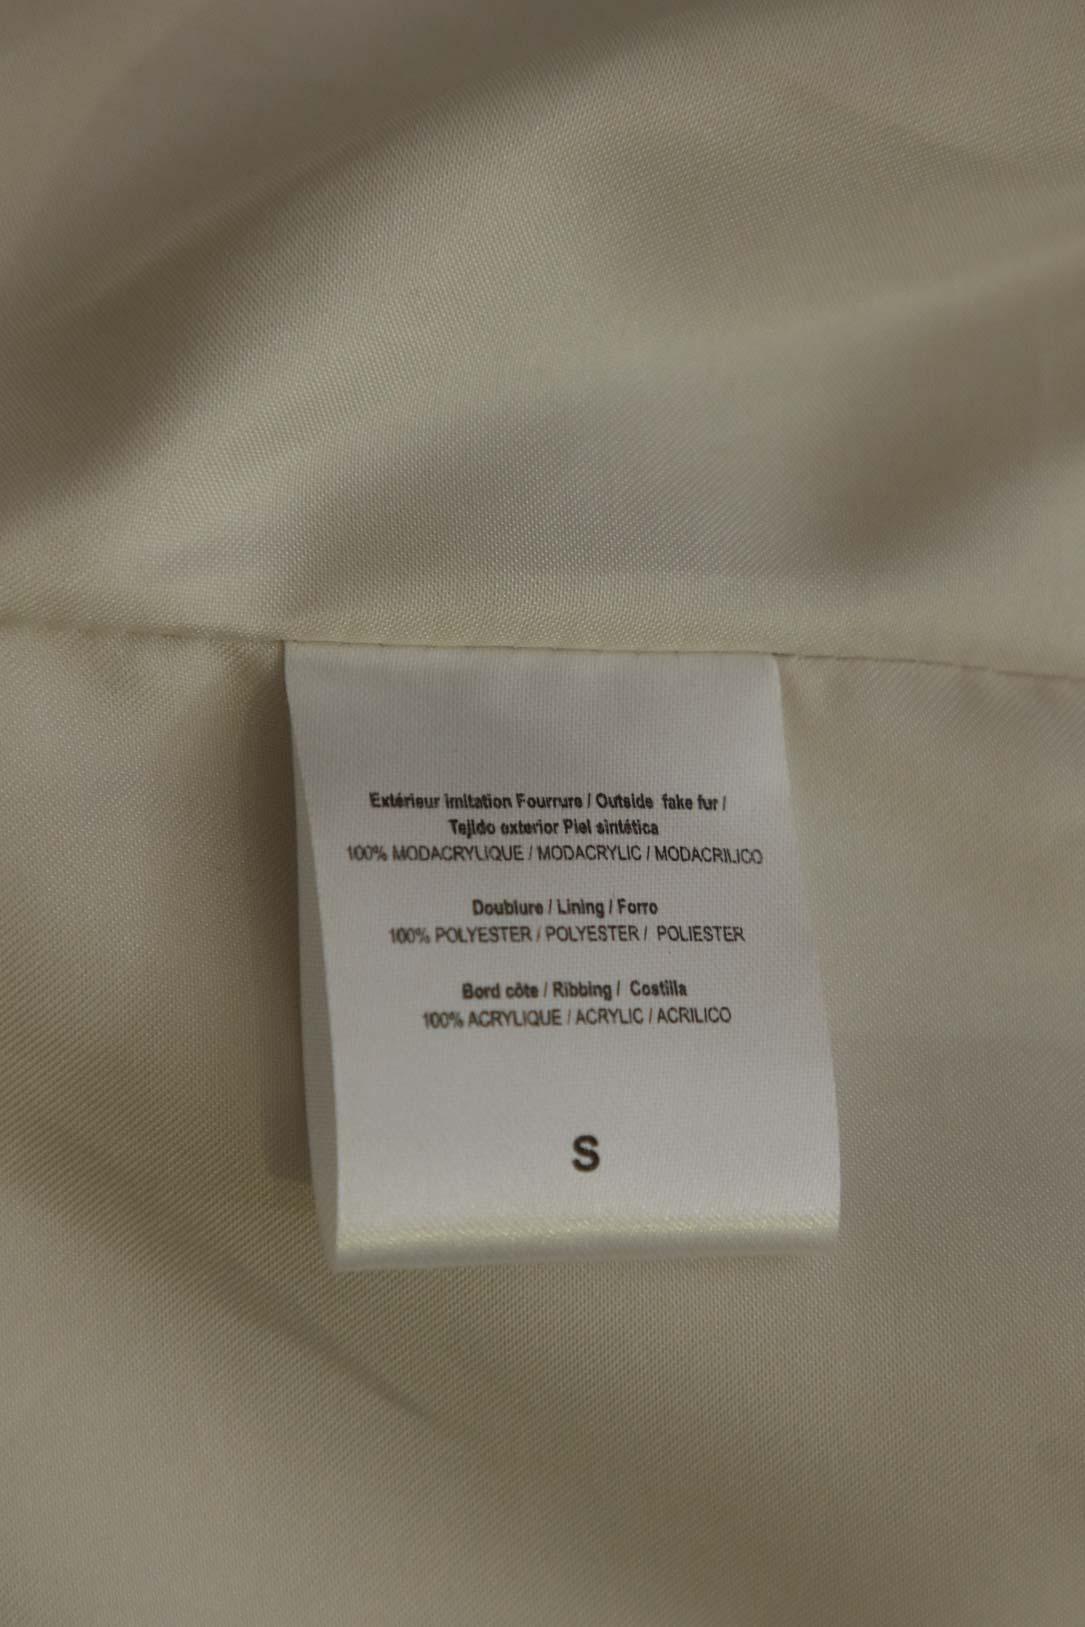 Extérieur imitation Fourrure / Outside fake fur /
Tejido exterior Piel sintética
100% MODACRYLIQUE / MODACRYLIC / MODACRILICO
Doublure / Lining / Forro
100% POLYESTER / POLYESTER / POLIESTER
Bord côte / Ribbing / Costilla
100% ACRYLIQUE / ACRYLIC / ACRILICO
S